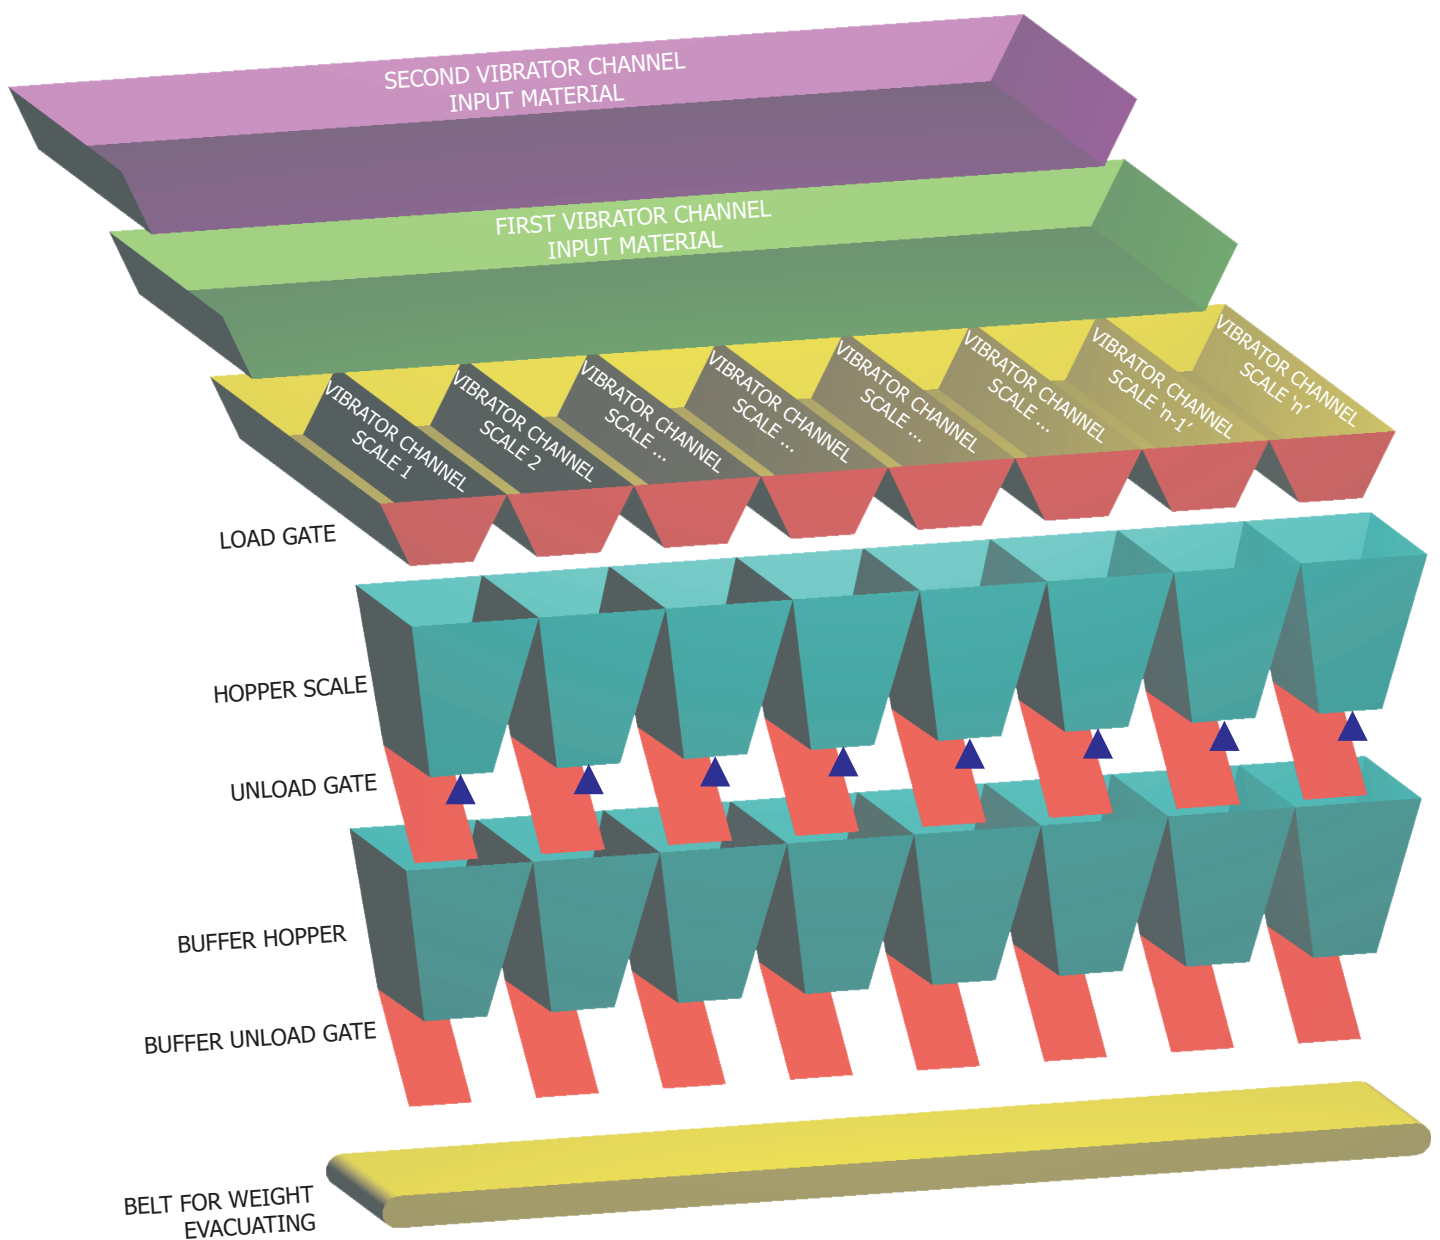 SECOND VIBRATOR CHANNEL
INPUT MATERIAL
FIRST VIBRATOR CHANNEL
INPUT MATERIAL
VIBRATOR CHANNEL
SCALE 1
VIBRATOR CHANNEL
SCALE 2
VIBRATOR CHANNEL
SCALE ...
VIBRATOR CHANNEL
SCALE ...
VIBRATOR CHANNEL
SCALE ...
VIBRATOR CHANNEL
SCALE ...
VIBRATOR CHANNEL
SCALE 'n-1'
VIBRATOR CHANNEL
SCALE 'n'
LOAD GATE
HOPPER SCALE
UNLOAD GATE
BUFFER HOPPER
BUFFER UNLOAD GATE
BELT FOR WEIGHT
EVACUATING